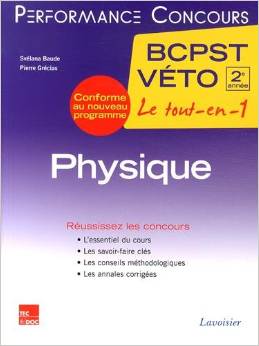 PERFORMANCE CONCOURS
Svélana Baude
Pierre Grécias
BCPST
VÉTO 2e année
Conforme
au nouveau
programme
Le tout-en-1
Physique
Réussissez les concours
• L'essentiel du cours
• Les savoir-faire clés
• Les conseils méthodologiques
• Les annales corrigées
TEC
&DOC
Lavoisier